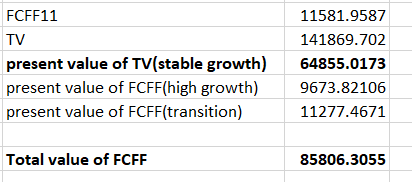 FCFF11 11581.9587
TV 141869.702
present value of TV(stable growth) 64855.0173
present value of FCFF(high growth) 9673.82106
present value of FCFF(transition) 11277.4671
Total value of FCFF 85806.3055